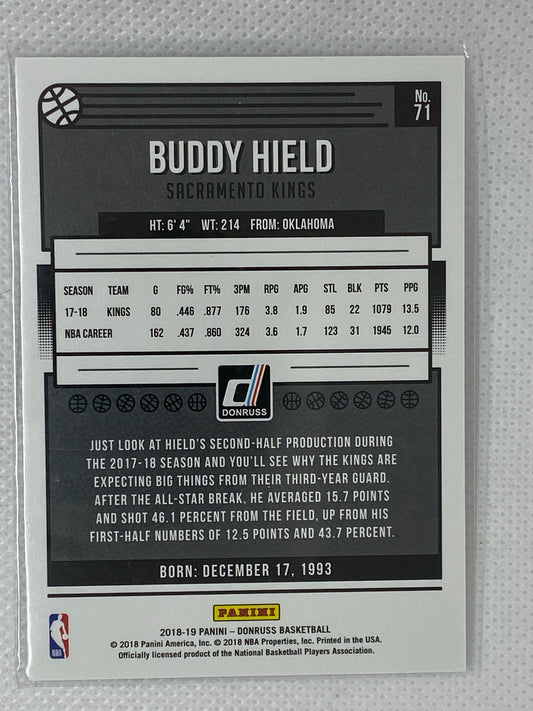 No.
71
BUDDY HIELD
SACRAMENTO KINGS
HT: 6' 4" WT: 214 FROM: OKLAHOMA
SEASON TEAM G FG% FT% 3PM RPG APG STL BLK PTS PPG
17-18 KINGS 80 .446 .877 176 3.8 1.9 85 22 1079 13.5
NBA CAREER 162 .437 .860 324 3.6 1.7 123 31 1945 12.0
DONRUSS
JUST LOOK AT HIELD'S SECOND-HALF PRODUCTION DURING
THE 2017-18 SEASON AND YOU'LL SEE WHY THE KINGS ARE
EXPECTING BIG THINGS FROM THEIR THIRD-YEAR GUARD.
AFTER THE ALL-STAR BREAK, HE AVERAGED 15.7 POINTS
AND SHOT 46.1 PERCENT FROM THE FIELD, UP FROM HIS
FIRST-HALF NUMBERS OF 12.5 POINTS AND 43.7 PERCENT.
BORN: DECEMBER 17, 1993
PANINI
NBA
2018-19 PANINI – DONRUSS BASKETBALL
© 2018 Panini America, Inc. © 2018 NBA Properties, Inc. Printed in the USA.
Officially licensed product of the National Basketball Players Association.